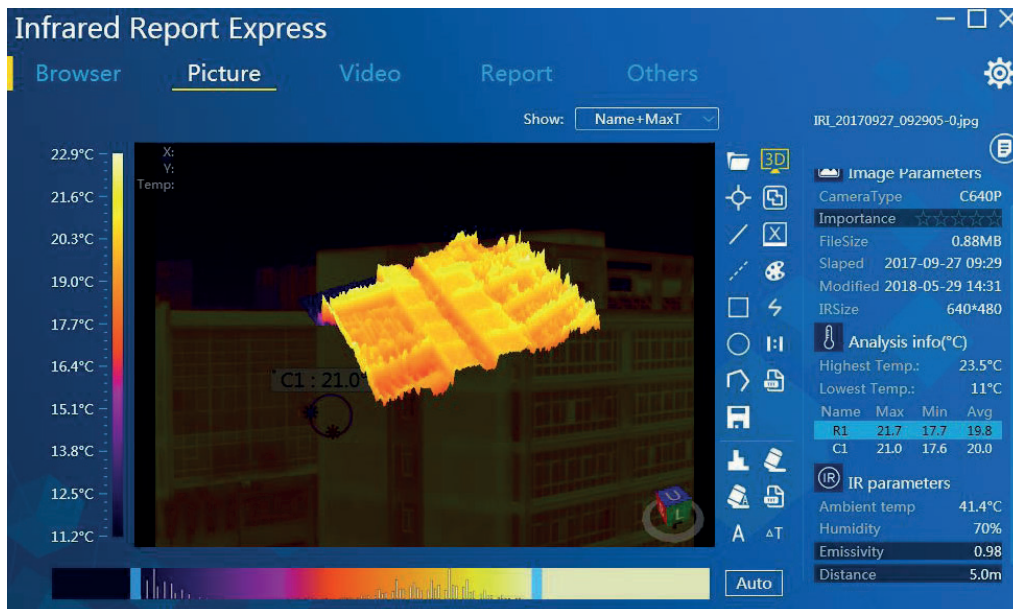 Infrared Report Express
Browser Picture Video Report Others
Show: Name+MaxT
IRI_20170927_092905-0.jpg
22.9°C
21.6°C
20.3°C
19.0°C
17.7°C
16.4°C
15.1°C
13.8°C
12.5°C
11.2°C
X:
Y:
Temp:
C1 : 21.0°
U
L
3D
X
1:1
A
ΔT
Auto
Image Parameters
CameraType C640P
Importance
FileSize 0.88MB
Slaped 2017-09-27 09:29
Modified 2018-05-29 14:31
IRSize 640*480
Analysis info(°C)
Highest Temp.: 23.5°C
Lowest Temp.: 11°C
Name Max Min Avg
R1 21.7 17.7 19.8
C1 21.0 17.6 20.0
IR IR parameters
Ambient temp 41.4°C
Humidity 70%
Emissivity 0.98
Distance 5.0m